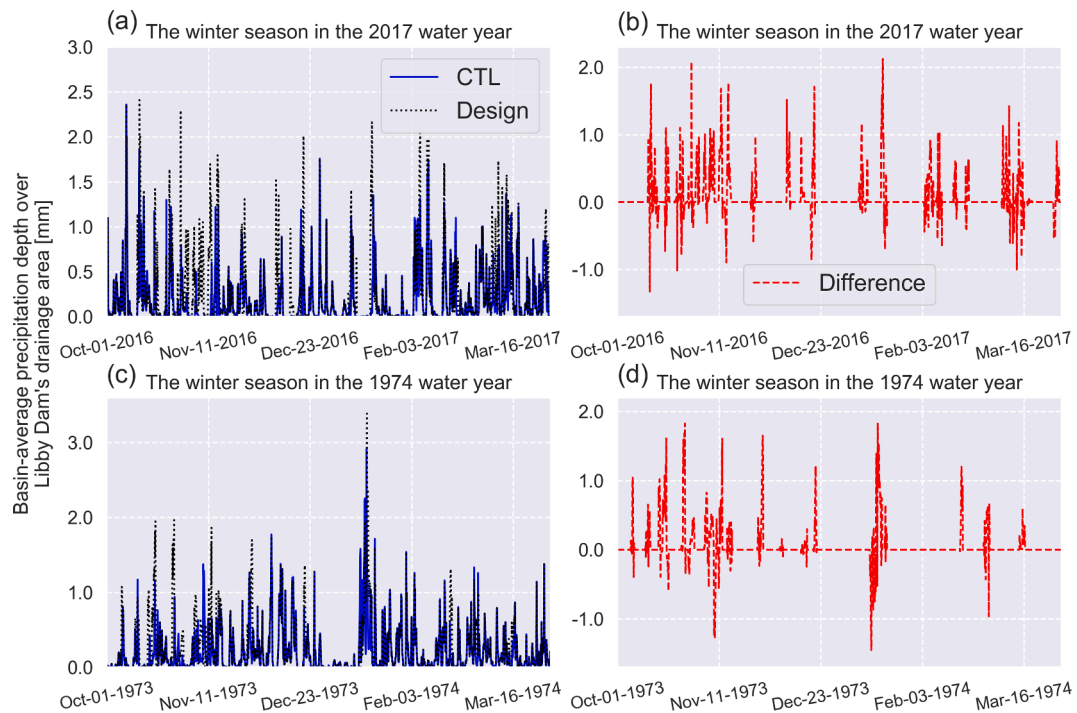 (a) The winter season in the 2017 water year
(b) The winter season in the 2017 water year
Basin-average precipitation depth over
Libby Dam's drainage area [mm]
3.0
2.5
2.0
1.5
1.0
0.5
0.0
CTL
Design
Oct-01-2016
Nov-11-2016
Dec-23-2016
Feb-03-2017
Mar-16-2017
2.0
1.0
0.0
-1.0
Difference
Oct-01-2016
Nov-11-2016
Dec-23-2016
Feb-03-2017
Mar-16-2017
(c) The winter season in the 1974 water year
(d) The winter season in the 1974 water year
3.0
2.0
1.0
0.0
Oct-01-1973
Nov-11-1973
Dec-23-1973
Feb-03-1974
Mar-16-1974
2.0
1.0
0.0
-1.0
Oct-01-1973
Nov-11-1973
Dec-23-1973
Feb-03-1974
Mar-16-1974